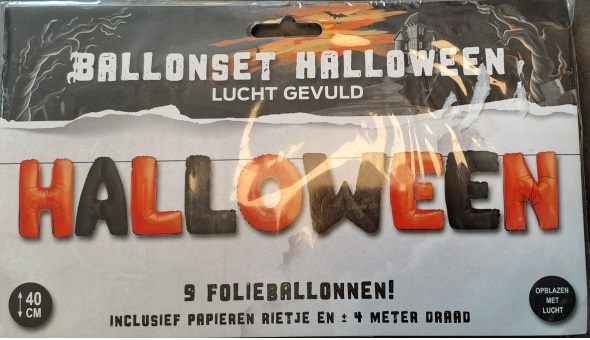 BALLONSET HALLOWEEN
LUCHT GEVULD
HALLOWEEN
9 FOLIEBALLONNEN!
INCLUSIEF PAPIEREN RIETJE EN ± 4 METER DRAAD
40
CM
OPBLAZEN
MET
LUCHT